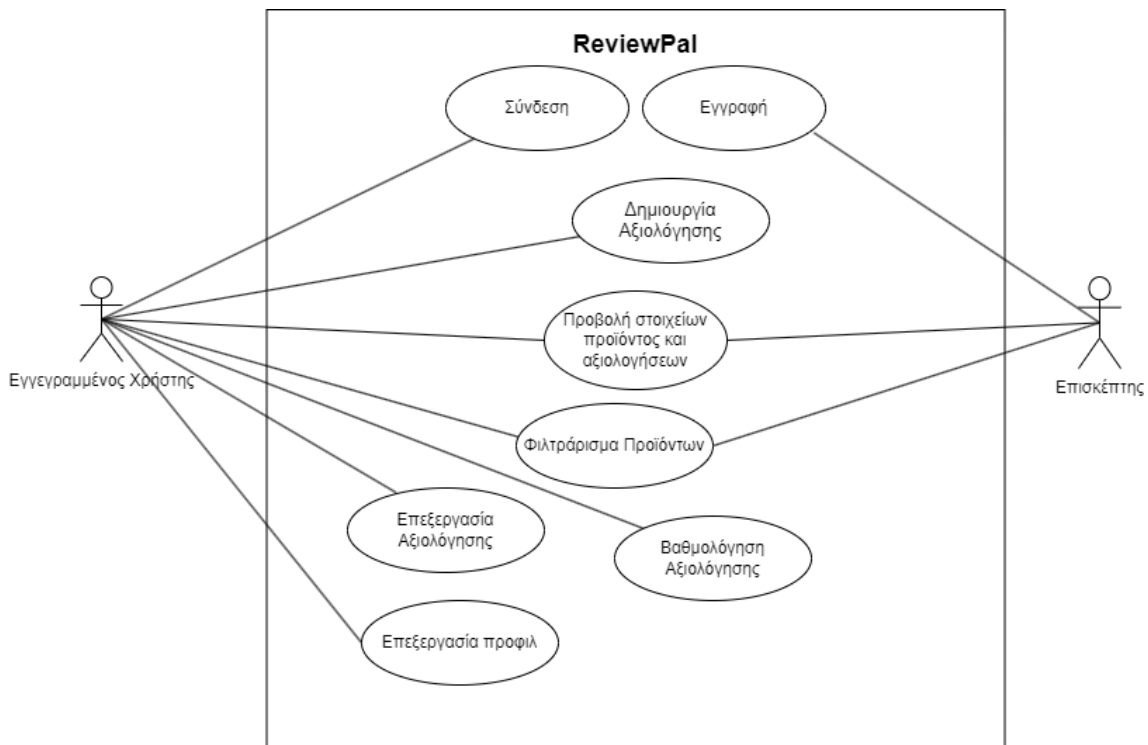 ReviewPal
Σύνδεση
Εγγραφή
Δημιουργία
Αξιολόγησης
Προβολή στοιχείων
προϊόντος και
αξιολογήσεων
Εγγεγραμμένος Χρήστης
Επισκέπτης
Φιλτράρισμα Προϊόντων
Επεξεργασία
Αξιολόγησης
Βαθμολόγηση
Αξιολόγησης
Επεξεργασία προφιλ